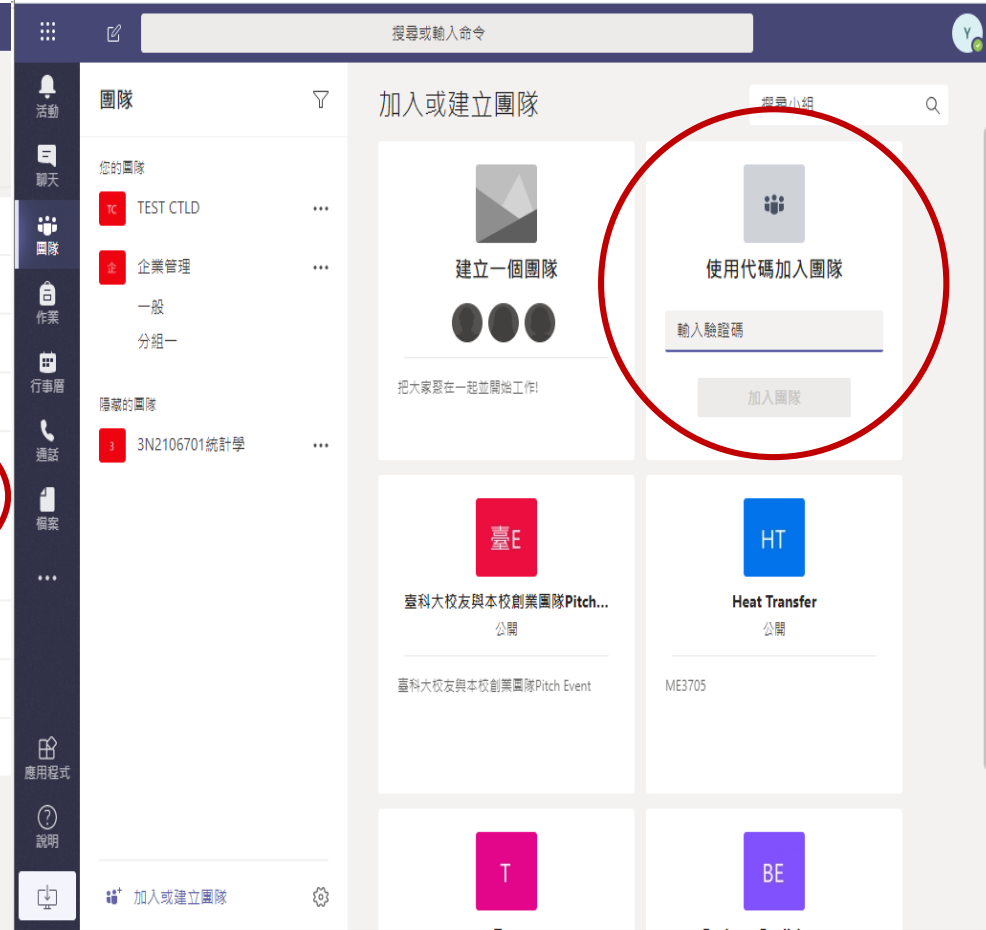 搜尋或輸入命令
Y
活動
聊天
團隊
作業
行事曆
通話
檔案
應用程式
說明
團隊
您的團隊
TC TEST CTLD
企 企業管理
一般
分組一
隱藏的團隊
3 3N2106701統計學
加入或建立團隊
加入或建立團隊
搜尋小組
建立一個團隊
把大家聚在一起並開始工作!
使用代碼加入團隊
輸入驗證碼
加入團隊
臺E
臺科大校友與本校創業團隊Pitch...
公開
臺科大校友與本校創業團隊Pitch Event
HT
Heat Transfer
公開
ME3705
T
BE